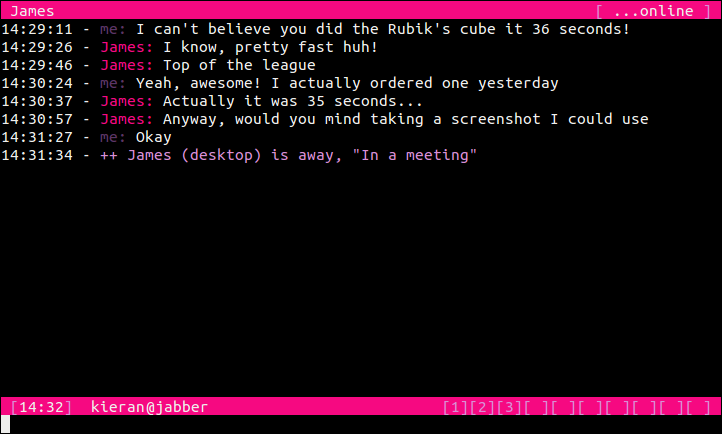 James [ ...online ]
14:29:11 - me: I can't believe you did the Rubik's cube it 36 seconds!
14:29:26 - James: I know, pretty fast huh!
14:29:46 - James: Top of the league
14:30:24 - me: Yeah, awesome! I actually ordered one yesterday
14:30:37 - James: Actually it was 35 seconds...
14:30:57 - James: Anyway, would you mind taking a screenshot I could use
14:31:27 - me: Okay
14:31:34 - ++ James (desktop) is away, "In a meeting"
[14:32] kieran@jabber [1][2][3][ ][ ][ ][ ][ ][ ][ ]